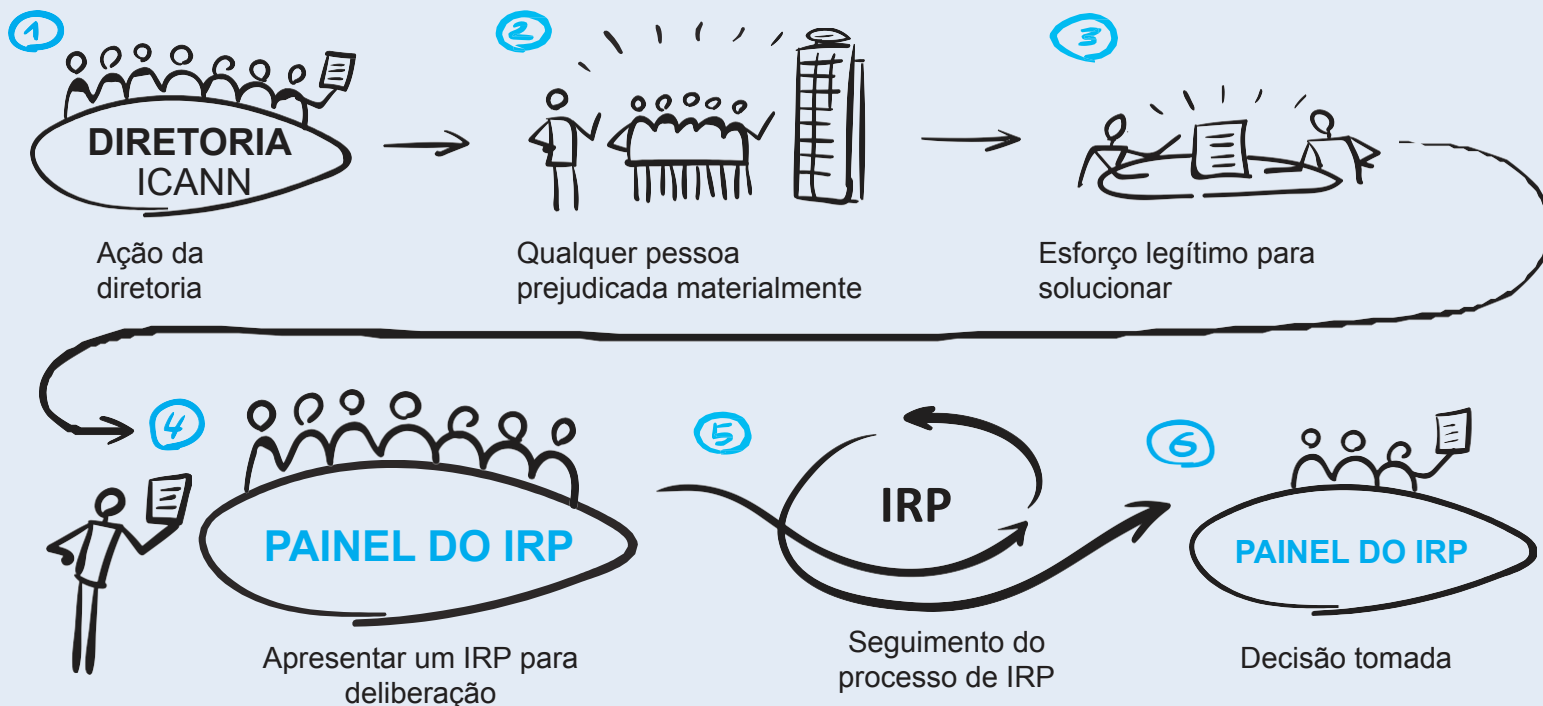 1
DIRETORIA
ICANN
Ação da
diretoria
2
Qualquer pessoa
prejudicada materialmente
3
Esforço legítimo para
solucionar
4
PAINEL DO IRP
Apresentar um IRP para
deliberação
5
IRP
Seguimento do
processo de IRP
6
PAINEL DO IRP
Decisão tomada